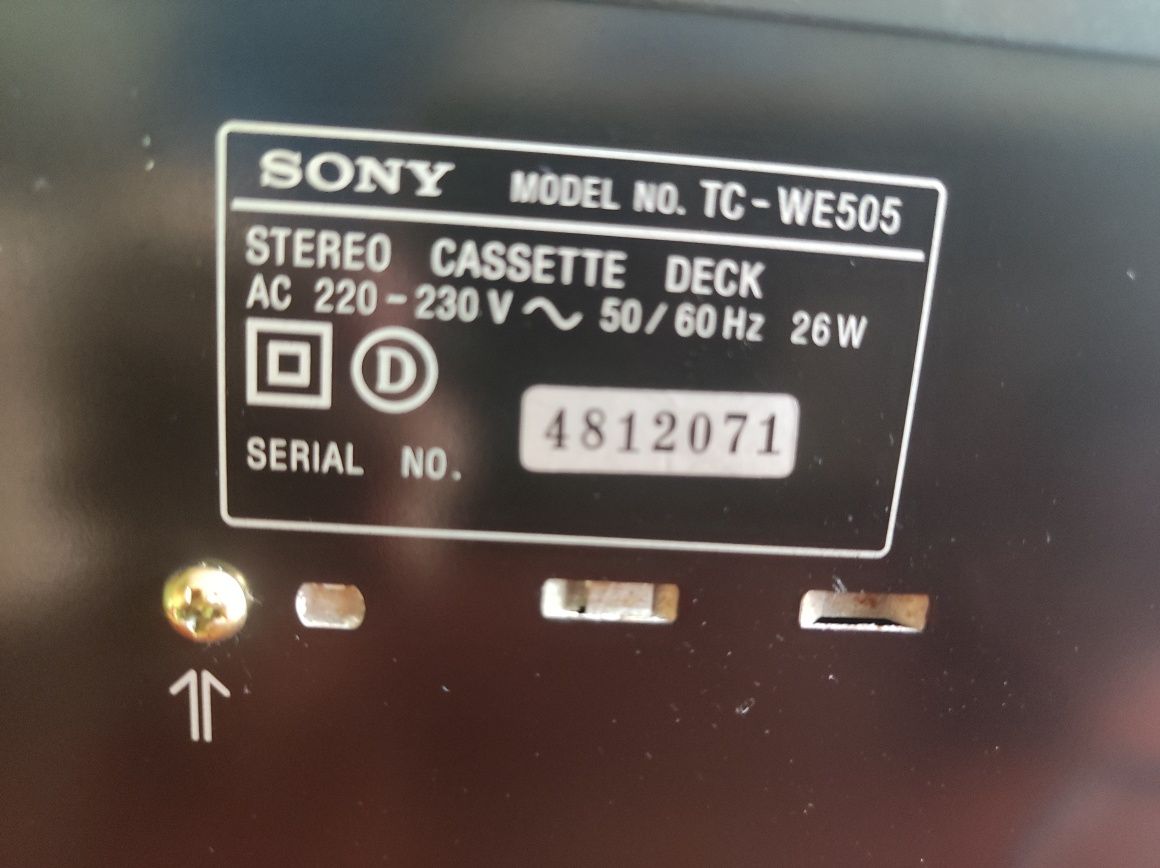 SONY MODEL NO. TC-WE505
STEREO CASSETTE DECK
AC 220-230V ~ 50/60Hz 26W
D
SERIAL NO. 4812071